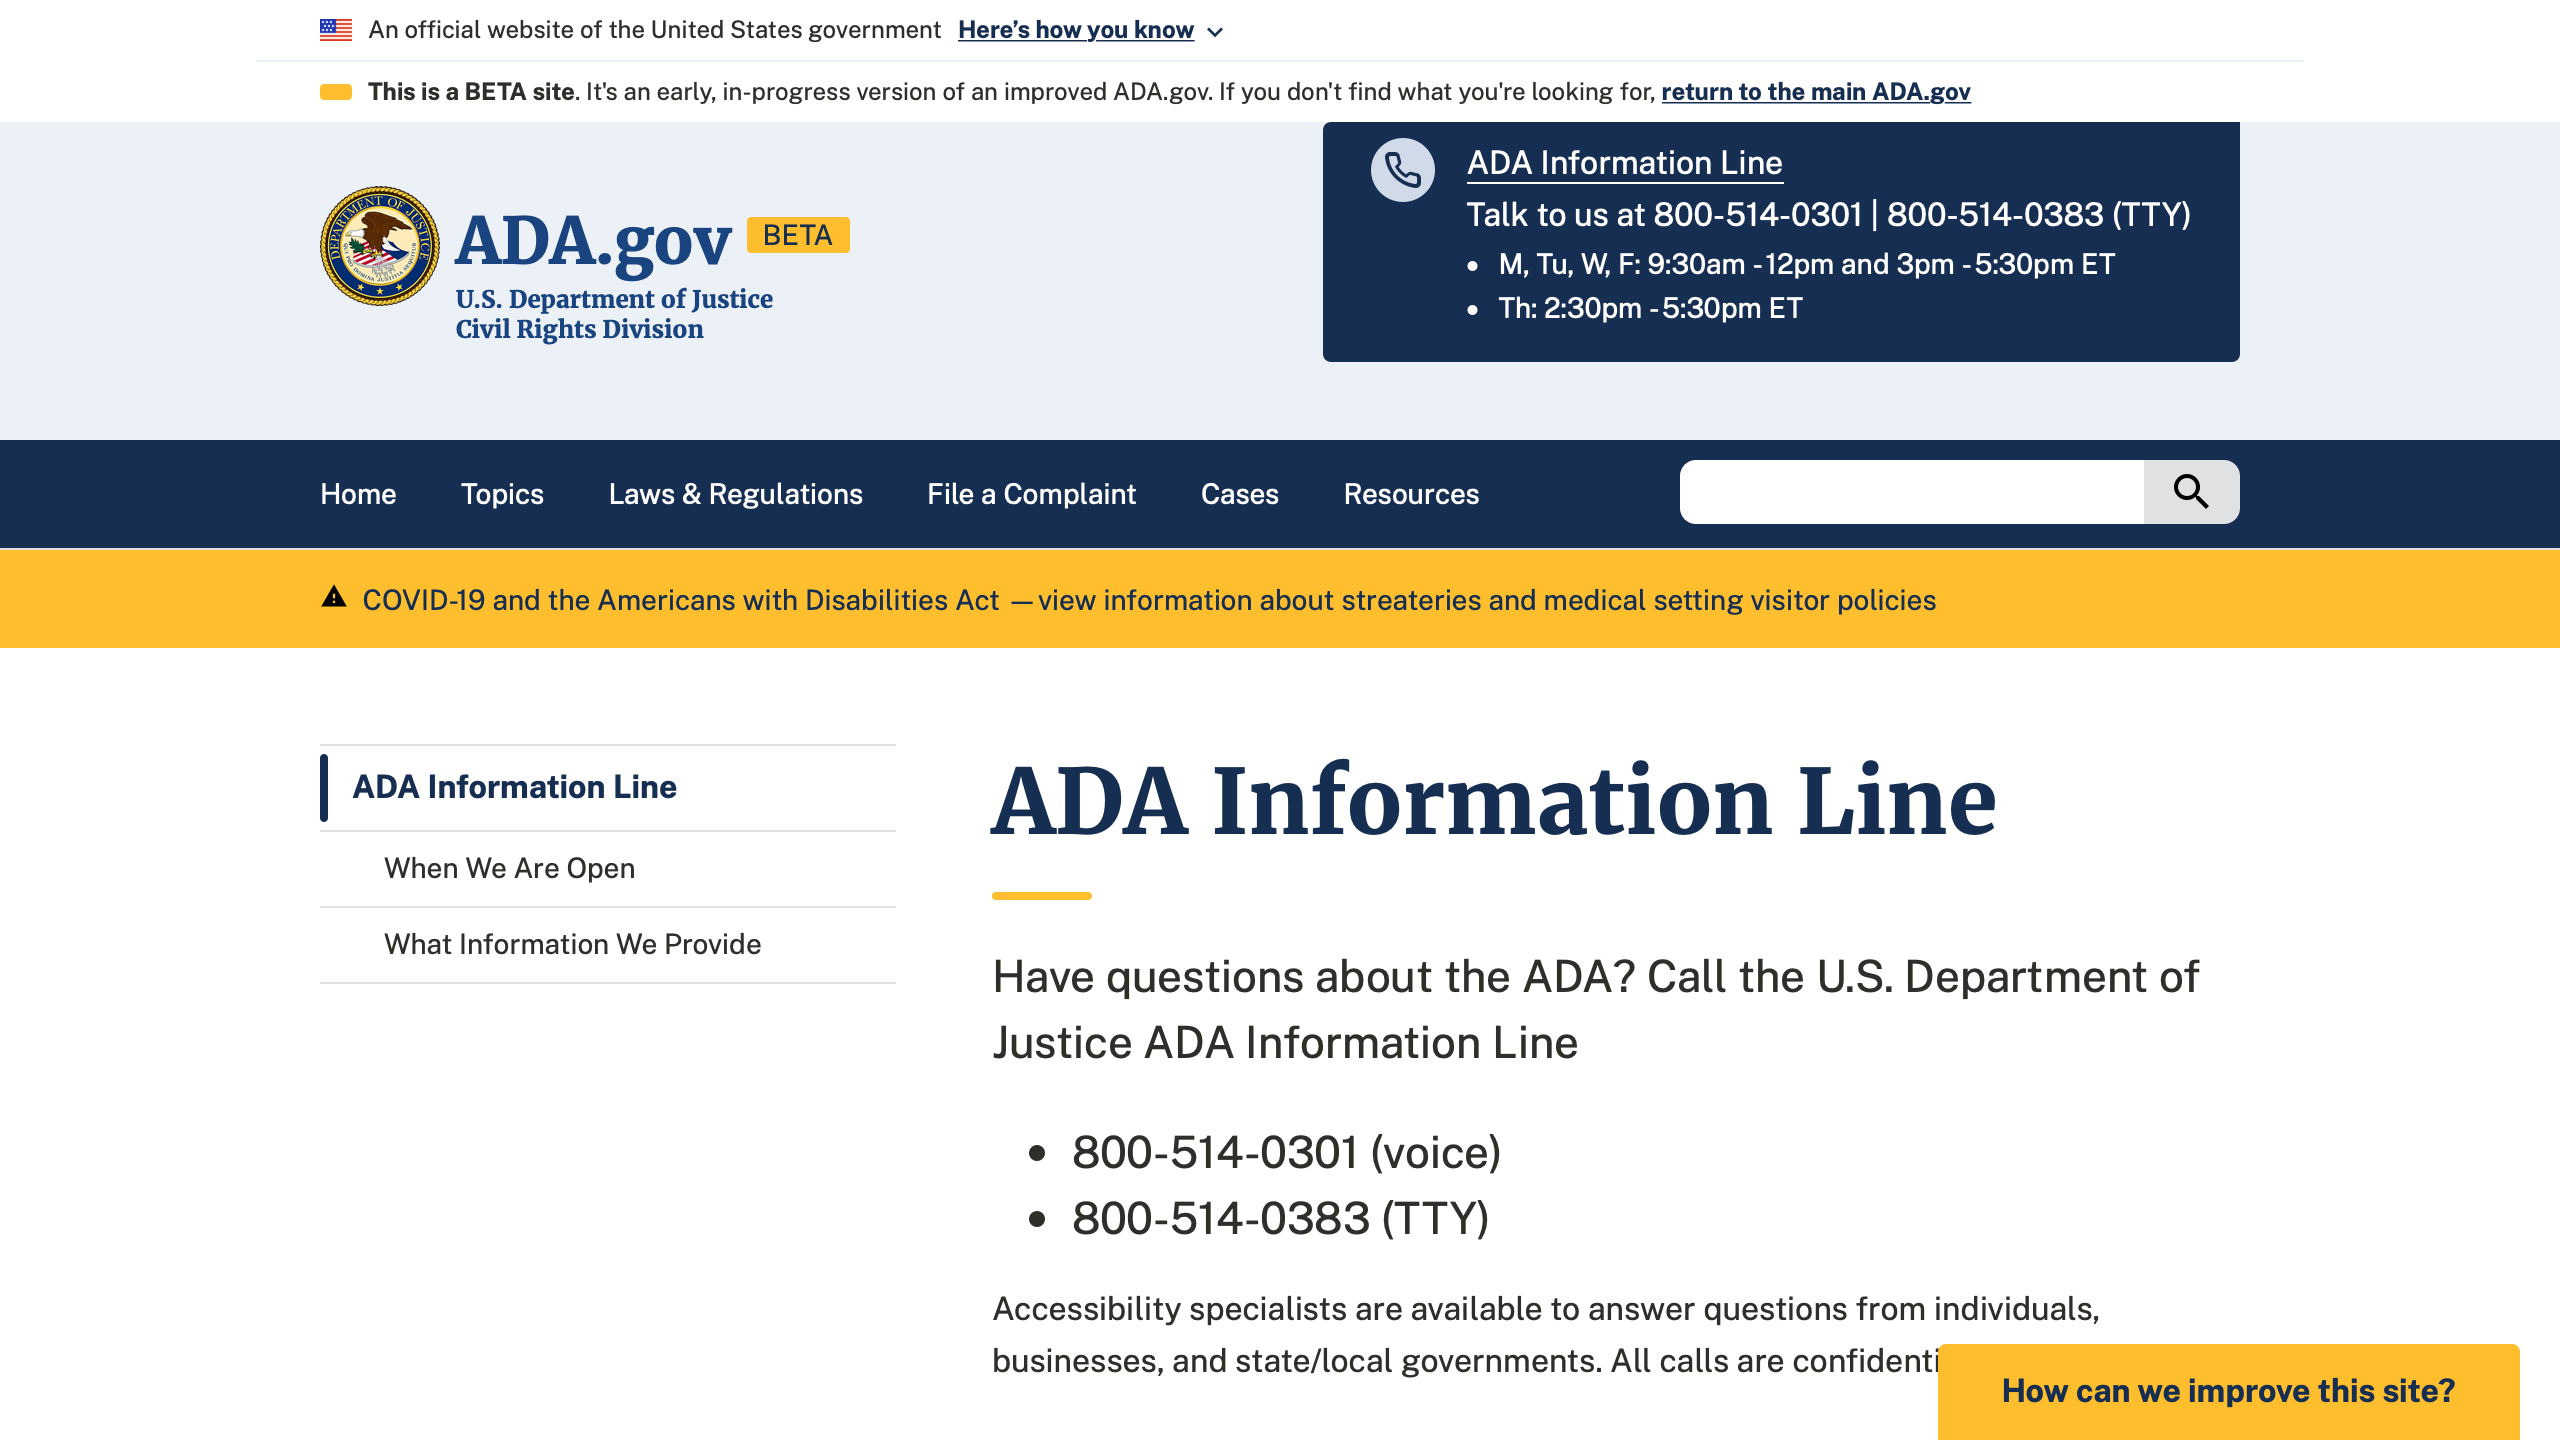 An official website of the United States government Here’s how you know
This is a BETA site. It's an early, in-progress version of an improved ADA.gov. If you don't find what you're looking for, return to the main ADA.gov
DEPARTMENT OF JUSTICE
ADA.gov BETA
U.S. Department of Justice
Civil Rights Division
ADA Information Line
Talk to us at 800-514-0301 | 800-514-0383 (TTY)
• M, Tu, W, F: 9:30am - 12pm and 3pm - 5:30pm ET
• Th: 2:30pm - 5:30pm ET
Home Topics Laws & Regulations File a Complaint Cases Resources
COVID-19 and the Americans with Disabilities Act — view information about streateries and medical setting visitor policies
ADA Information Line
When We Are Open
What Information We Provide
ADA Information Line
Have questions about the ADA? Call the U.S. Department of
Justice ADA Information Line
• 800-514-0301 (voice)
• 800-514-0383 (TTY)
Accessibility specialists are available to answer questions from individuals,
businesses, and state/local governments. All calls are confidenti
How can we improve this site?